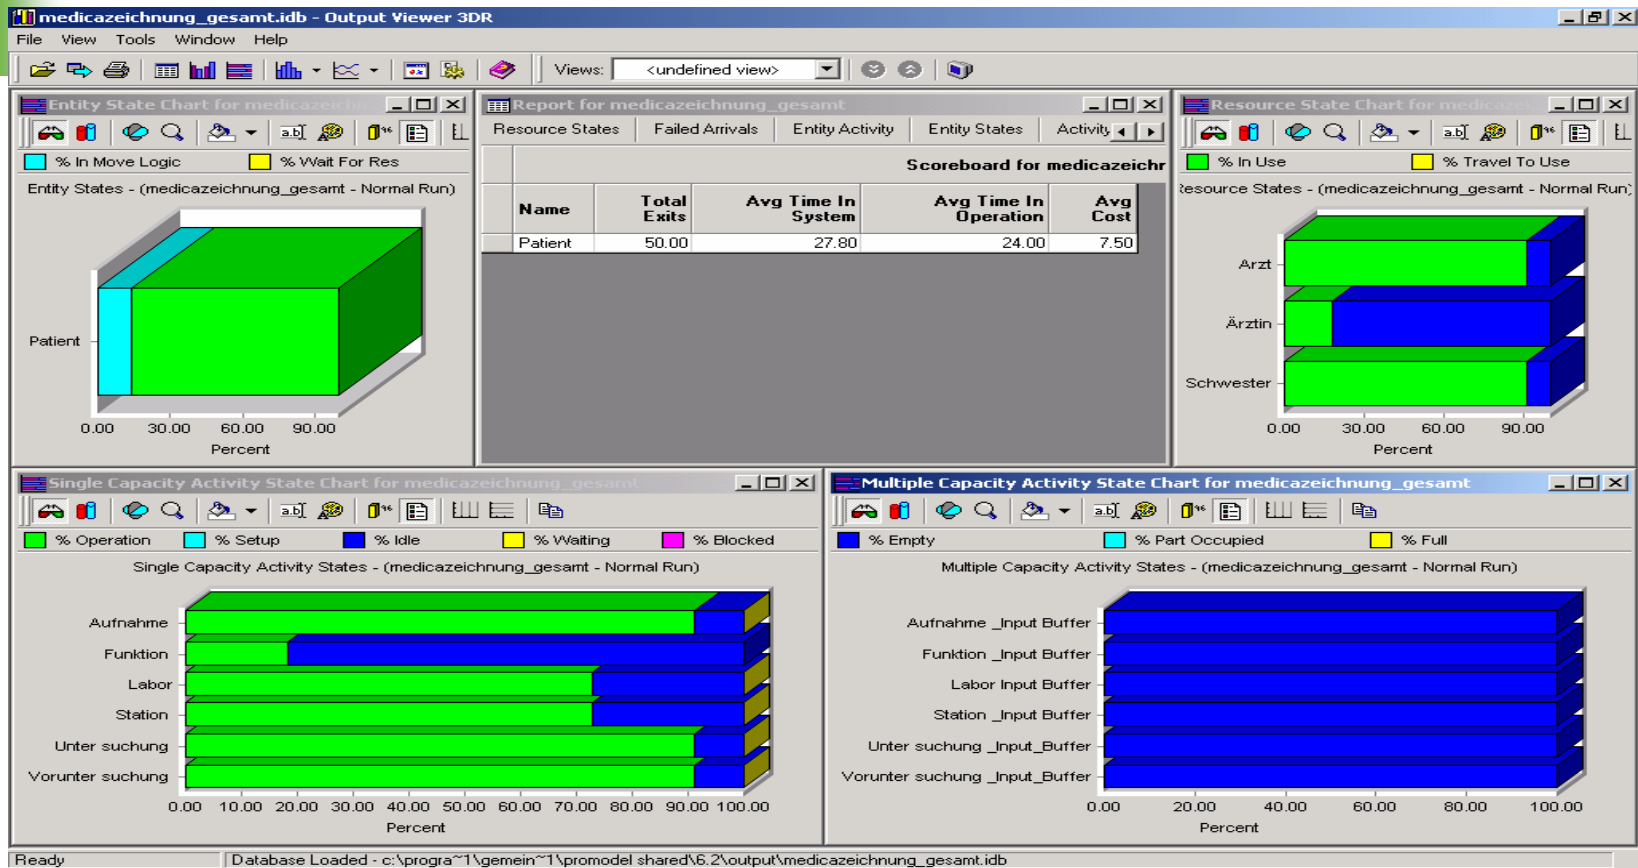 medicazeichnung_gesamt.idb - Output Viewer 3DR
File View Tools Window Help
Views: <undefined view>
Entity State Chart for medicazeichn
% In Move Logic % Wait For Res
Entity States - (medicazeichnung_gesamt - Normal Run)
Patient
0.00 30.00 60.00 90.00
Percent
Report for medicazeichnung_gesamt
Resource States Failed Arrivals Entity Activity Entity States Activity
Scoreboard for medicazeichr
Name Total Exits Avg Time In System Avg Time In Operation Avg Cost
Patient 50.00 27.80 24.00 7.50
Resource State Chart for medicazei
% In Use % Travel To Use
Resource States - (medicazeichnung_gesamt - Normal Run)
Arzt
Ärztin
Schwester
0.00 30.00 60.00 90.00
Percent
Single Capacity Activity State Chart for medicazeichnung_gesamt
% Operation % Setup % Idle % Waiting % Blocked
Single Capacity Activity States - (medicazeichnung_gesamt - Normal Run)
Aufnahme
Funktion
Labor
Station
Unter suchung
Vorunter suchung
0.00 10.00 20.00 30.00 40.00 50.00 60.00 70.00 80.00 90.00 100.00
Percent
Multiple Capacity Activity State Chart for medicazeichnung_gesamt
% Empty % Part Occupied % Full
Multiple Capacity Activity States - (medicazeichnung_gesamt - Normal Run)
Aufnahme _Input Buffer
Funktion _Input Buffer
Labor Input Buffer
Station _Input Buffer
Unter suchung _Input_Buffer
Vorunter suchung _Input_Buffer
0.00 20.00 40.00 60.00 80.00 100.00
Percent
Ready Database Loaded - c:\progra~1\gemein~1\promodel shared\6.2\output\medicazeichnung_gesamt.idb